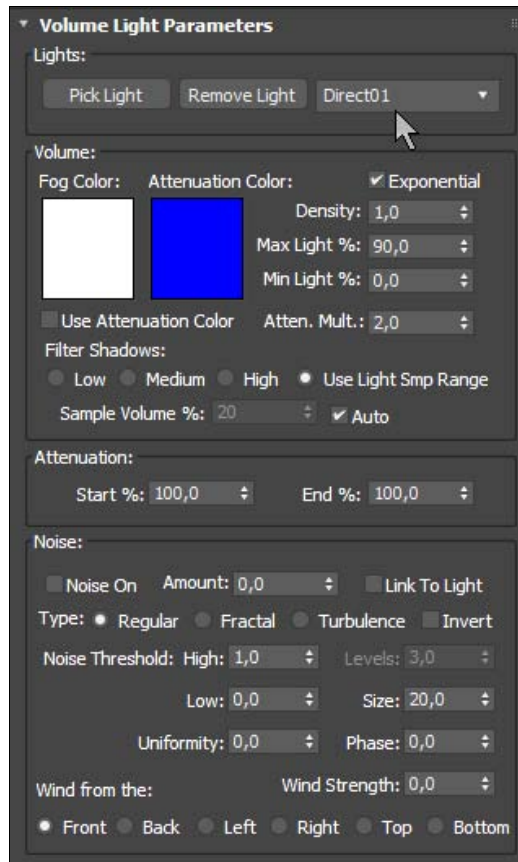 Volume Light Parameters
Lights:
Pick Light Remove Light Direct01
Volume:
Fog Color: Attenuation Color: Exponential
Density: 1,0
Max Light %: 90,0
Min Light %: 0,0
Use Attenuation Color Atten. Mult.: 2,0
Filter Shadows:
Low Medium High Use Light Smp Range
Sample Volume %: 20 Auto
Attenuation:
Start %: 100,0 End %: 100,0
Noise:
Noise On Amount: 0,0 Link To Light
Type: Regular Fractal Turbulence Invert
Noise Threshold: High: 1,0 Levels: 3,0
Low: 0,0 Size: 20,0
Uniformity: 0,0 Phase: 0,0
Wind from the: Wind Strength: 0,0
Front Back Left Right Top Bottom